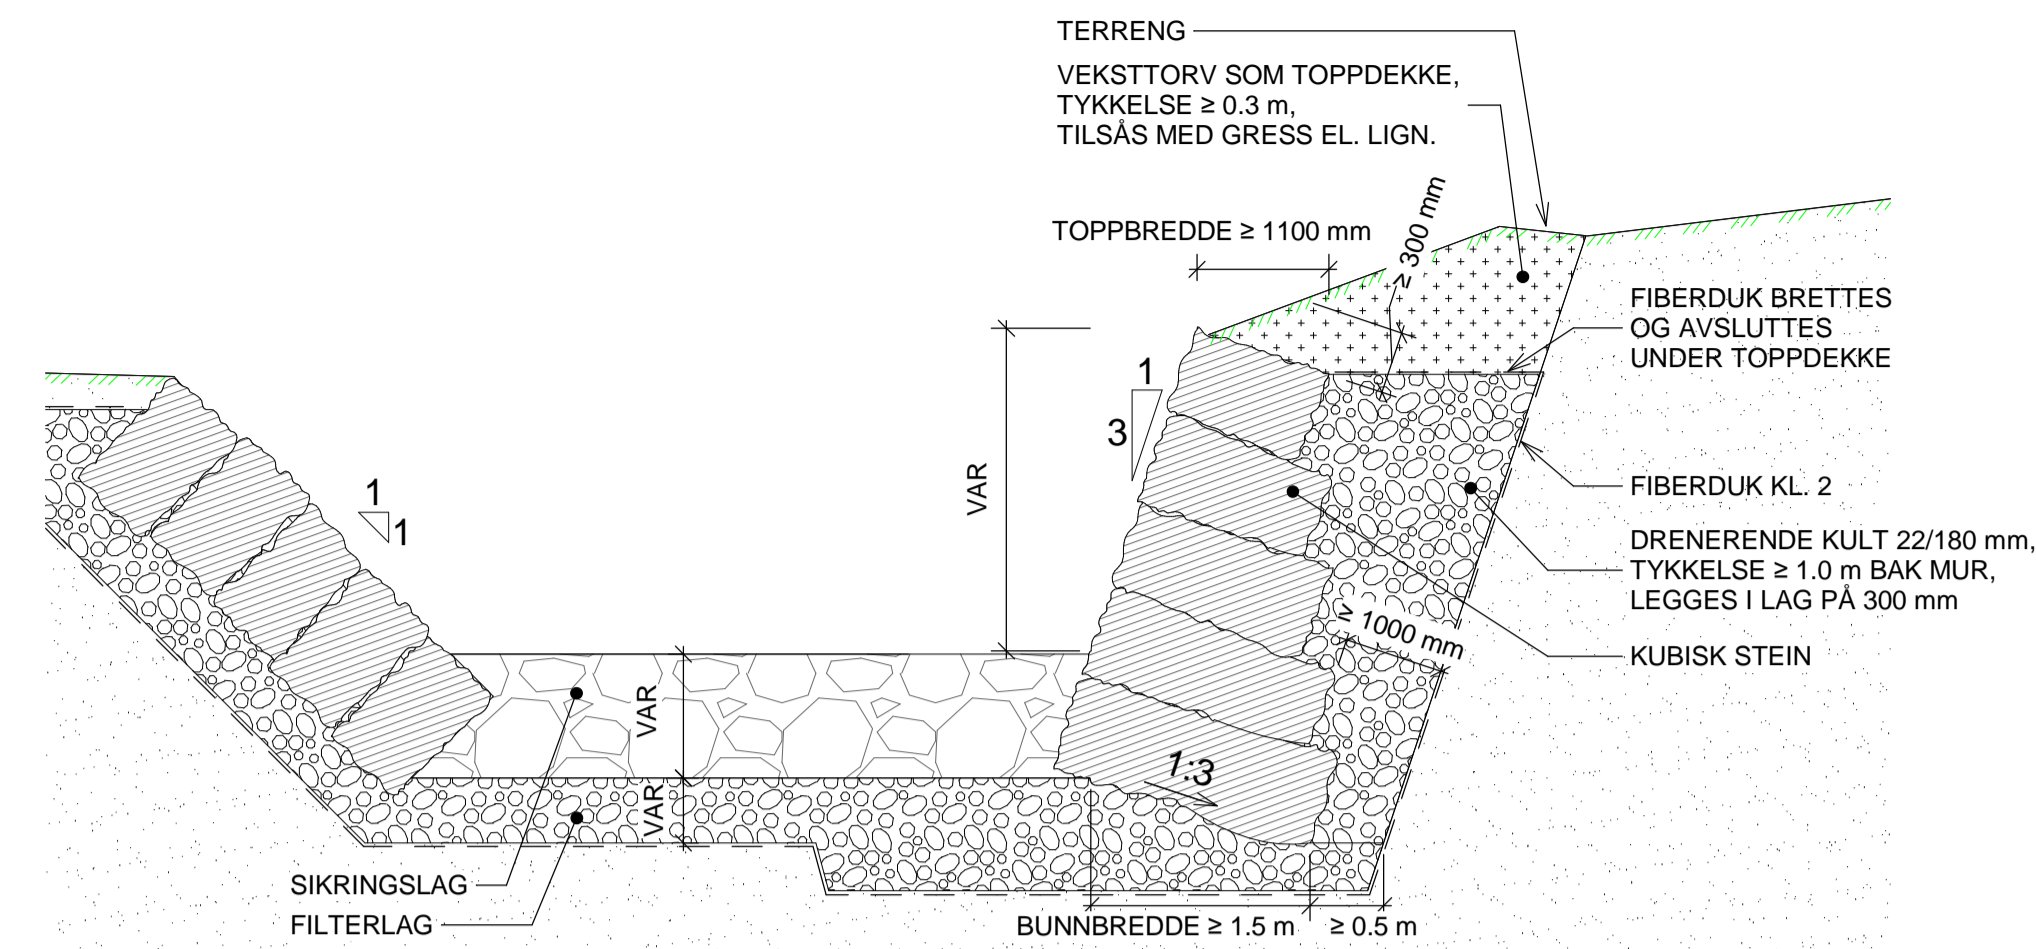 TERRENG
VEKSTTORV SOM TOPPDEKKE,
TYKKELSE ≥ 0.3 m,
TILSÅS MED GRESS EL. LIGN.
TOPPBREDDE ≥ 1100 mm
≥ 300 mm
FIBERDUK BRETTES
OG AVSLUTTES
UNDER TOPPDEKKE
1
3
VAR
1
1
FIBERDUK KL. 2
DRENERENDE KULT 22/180 mm,
TYKKELSE ≥ 1.0 m BAK MUR,
LEGGES I LAG PÅ 300 mm
≥ 1000 mm
KUBISK STEIN
VAR
1:3
VAR
SIKRINGSLAG
FILTERLAG
BUNNBREDDE ≥ 1.5 m
≥ 0.5 m